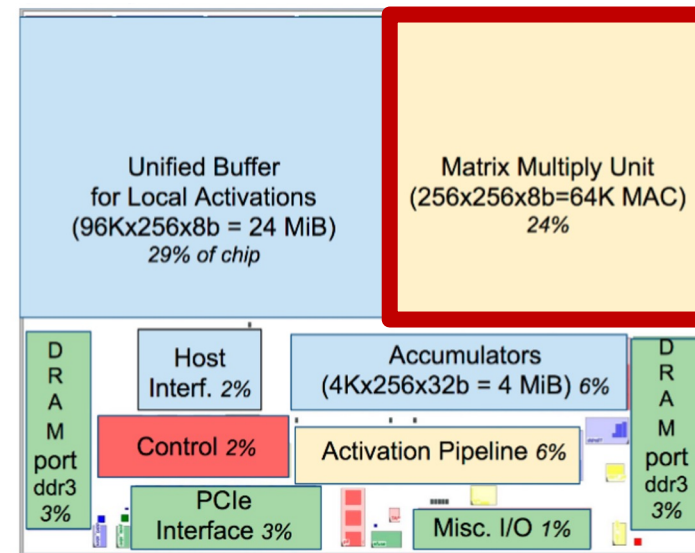 Unified Buffer
for Local Activations
(96Kx256x8b = 24 MiB)
29% of chip
Matrix Multiply Unit
(256x256x8b=64K MAC)
24%
D
R
A
M
port
ddr3
3%
Host
Interf. 2%
Accumulators
(4Kx256x32b = 4 MiB) 6%
D
R
A
M
port
ddr3
3%
Control 2%
Activation Pipeline 6%
PCIe
Interface 3%
Misc. I/O 1%